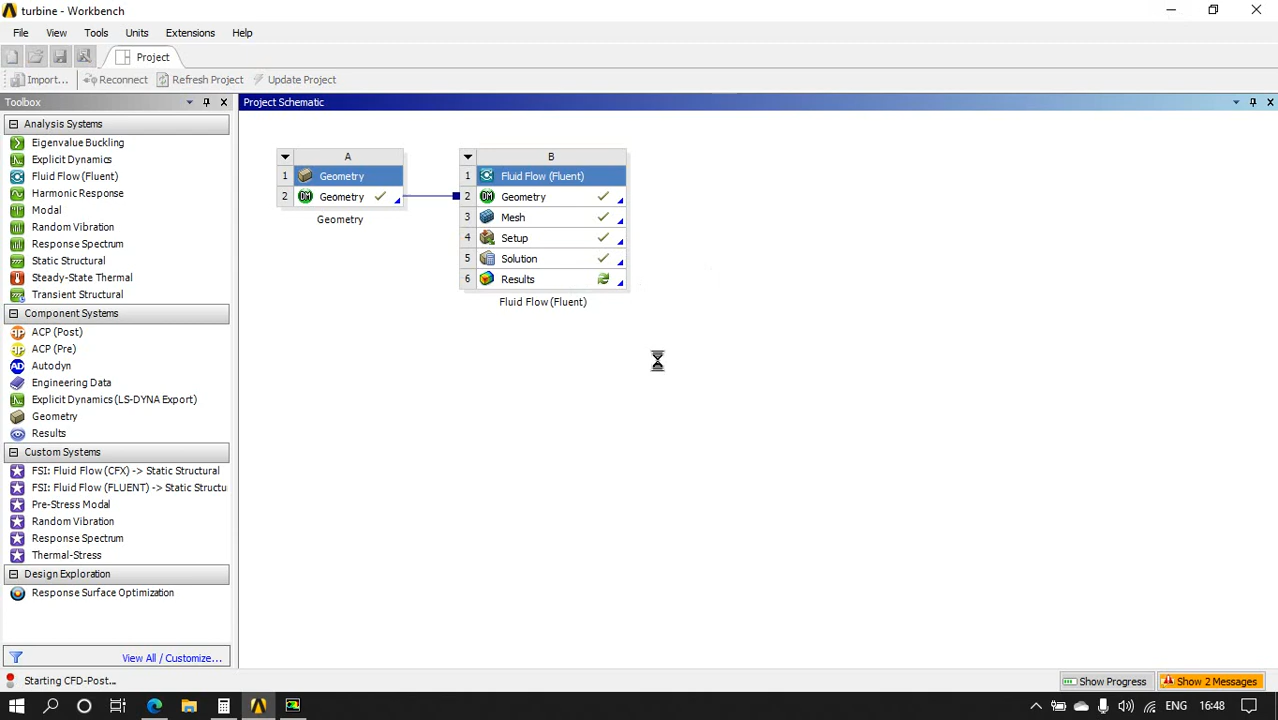 turbine - Workbench
File View Tools Units Extensions Help
Project
Import... Reconnect Refresh Project Update Project
Toolbox
Project Schematic
Analysis Systems
Eigenvalue Buckling
Explicit Dynamics
Fluid Flow (Fluent)
Harmonic Response
Modal
Random Vibration
Response Spectrum
Static Structural
Steady-State Thermal
Transient Structural
Component Systems
ACP (Post)
ACP (Pre)
Autodyn
Engineering Data
Explicit Dynamics (LS-DYNA Export)
Geometry
Results
Custom Systems
FSI: Fluid Flow (CFX) -> Static Structural
FSI: Fluid Flow (FLUENT) -> Static Structu
Pre-Stress Modal
Random Vibration
Response Spectrum
Thermal-Stress
Design Exploration
Response Surface Optimization
View All / Customize...
A
1 Geometry
2 DM Geometry
Geometry
B
1 Fluid Flow (Fluent)
2 DM Geometry
3 Mesh
4 Setup
5 Solution
6 Results
Fluid Flow (Fluent)
Starting CFD-Post...
Show Progress
Show 2 Messages
ENG 16:48